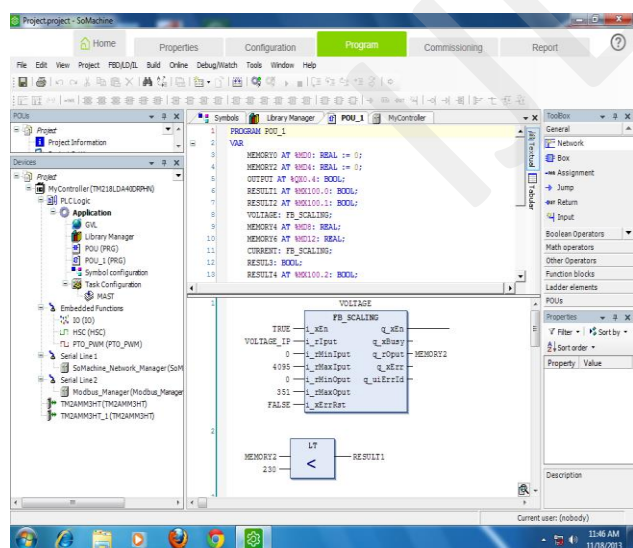 Project.project - SoMachine
Home
Properties
Configuration
Program
Commissioning
Report
File Edit View Project FBD/LD/IL Build Online Debug/Watch Tools Window Help
POUs
Project
Project Information
Devices
Project
MyController (TM218LDA40DRPHN)
PLC Logic
Application
GVL
Library Manager
POU (PRG)
POU_1 (PRG)
Symbol configuration
Task Configuration
MAST
Embedded Functions
IO (IO)
HSC (HSC)
PTO_PWM (PTO_PWM)
Serial Line 1
SoMachine_Network_Manager (SoM
Serial Line 2
Modbus_Manager (Modbus_Manager
TM2AMM3HT (TM2AMM3HT)
TM2AMM3HT_1 (TM2AMM3HT)
Symbols
Library Manager
POU_1
MyController
1 PROGRAM POU_1
2 VAR
3 MEMORY0 AT %MD0: REAL := 0;
4 MEMORY2 AT %MD4: REAL := 0;
5 OUTPUT AT %QX0.4: BOOL;
6 RESULT1 AT %MX100.0: BOOL;
7 RESULT2 AT %MX100.1: BOOL;
8 VOLTAGE: FB_SCALING;
9 MEMORY4 AT %MD8: REAL;
10 MEMORY6 AT %MD12: REAL;
11 CURRENT: FB_SCALING;
12 RESUL3: BOOL;
13 RESULT4 AT %MX100.2: BOOL;
Textual
Tabular
1
VOLTAGE
FB_SCALING
TRUE i_xEn q_xEn
VOLTAGE_IP i_rIput q_xBusy
0 i_rMinIput q_rOput MEMORY2
4095 i_rMaxIput q_xErr
0 i_rMinOput q_uiErrId
351 i_rMaxOput
FALSE i_xErrRst
2
LT
MEMORY2 < RESULT1
230
ToolBox
General
Network
Box
Assignment
Jump
Return
Input
Boolean Operators
Math operators
Other Operators
Function blocks
Ladder elements
POUs
Properties
Filter
Sort by
Sort order
Property Value
Description
Current user: (nobody)
11:46 AM
11/18/2013